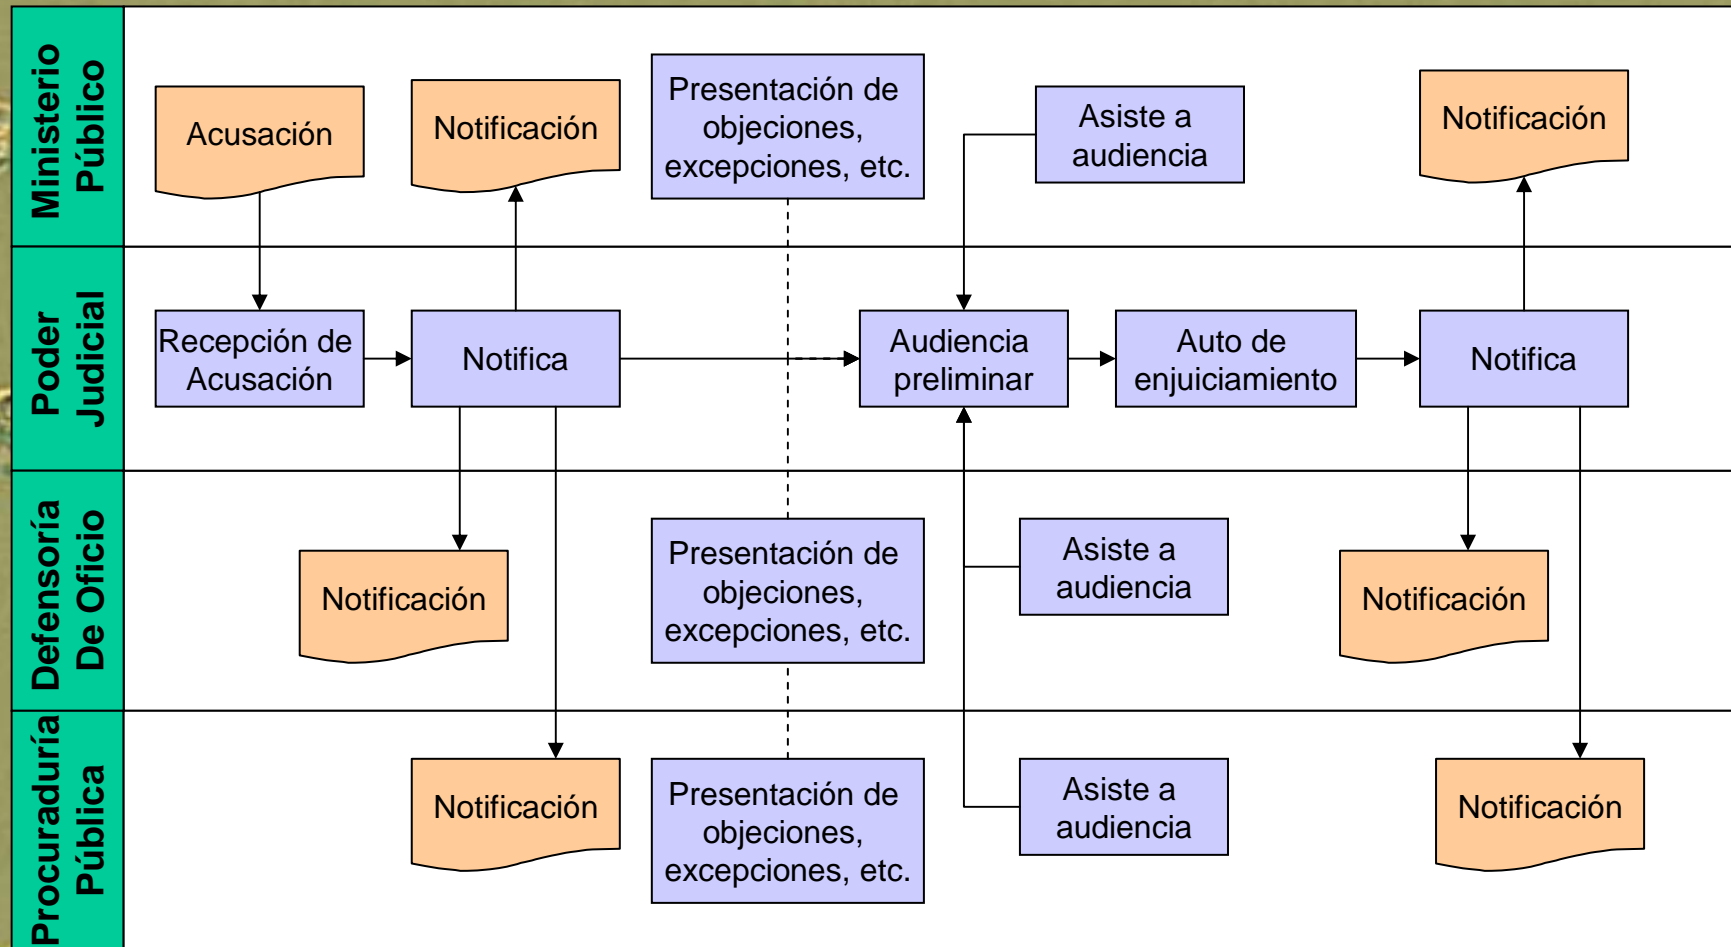 Ministerio
Público
Acusación
Notificación
Presentación de
objeciones,
excepciones, etc.
Asiste a
audiencia
Notificación
Poder
Judicial
Recepción de
Acusación
Notifica
Audiencia
preliminar
Auto de
enjuiciamiento
Notifica
Defensoría
De Oficio
Notificación
Presentación de
objeciones,
excepciones, etc.
Asiste a
audiencia
Notificación
Procuraduría
Pública
Notificación
Presentación de
objeciones,
excepciones, etc.
Asiste a
audiencia
Notificación